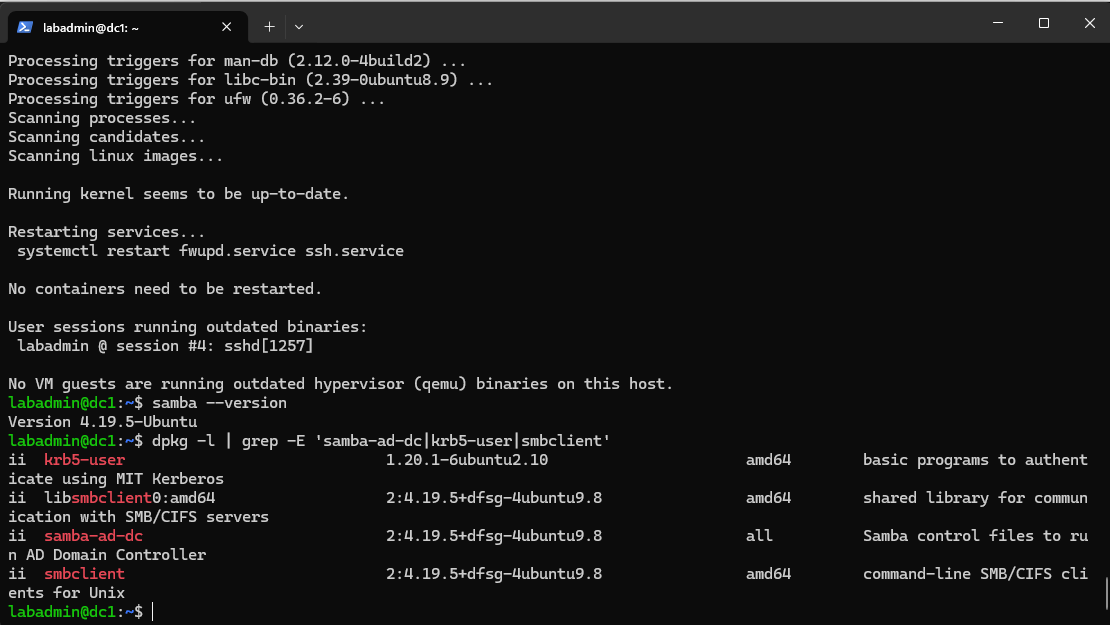 labadmin@dc1: ~
Processing triggers for man-db (2.12.0-4build2) ...
Processing triggers for libc-bin (2.39-0ubuntu8.9) ...
Processing triggers for ufw (0.36.2-6) ...
Scanning processes...
Scanning candidates...
Scanning linux images...
Running kernel seems to be up-to-date.
Restarting services...
 systemctl restart fwupd.service ssh.service
No containers need to be restarted.
User sessions running outdated binaries:
 labadmin @ session #4: sshd[1257]
No VM guests are running outdated hypervisor (qemu) binaries on this host.
labadmin@dc1:~$ samba --version
Version 4.19.5-Ubuntu
labadmin@dc1:~$ dpkg -l | grep -E 'samba-ad-dc|krb5-user|smbclient'
ii  krb5-user                             1.20.1-6ubuntu2.10                      amd64        basic programs to authent
icate using MIT Kerberos
ii  libsmbclient0:amd64                   2:4.19.5+dfsg-4ubuntu9.8                amd64        shared library for commun
ication with SMB/CIFS servers
ii  samba-ad-dc                           2:4.19.5+dfsg-4ubuntu9.8                all          Samba control files to ru
n AD Domain Controller
ii  smbclient                             2:4.19.5+dfsg-4ubuntu9.8                amd64        command-line SMB/CIFS cli
ents for Unix
labadmin@dc1:~$